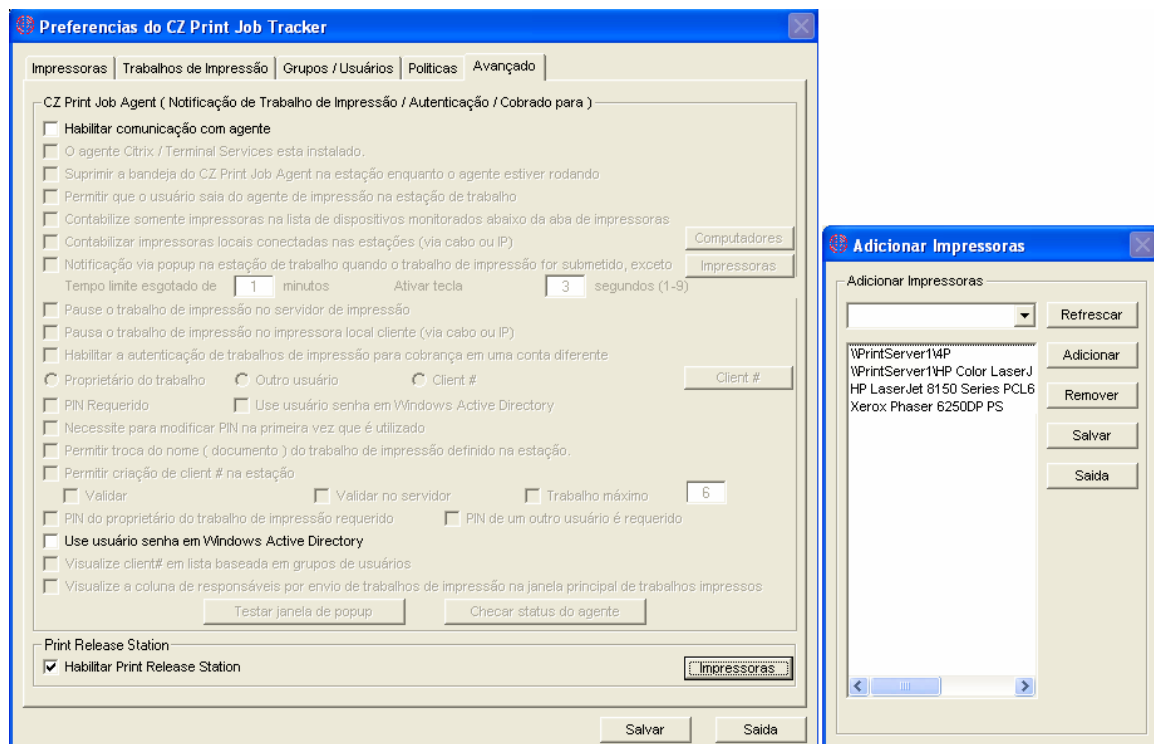 Preferencias do CZ Print Job Tracker
Impressoras
Trabalhos de Impressão
Grupos / Usuários
Politicas
Avançado
CZ Print Job Agent ( Notificação de Trabalho de Impressão / Autenticação / Cobrado para )
Habilitar comunicação com agente
O agente Citrix / Terminal Services esta instalado.
Suprimir a bandeja do CZ Print Job Agent na estação enquanto o agente estiver rodando
Permitir que o usuário saia do agente de impressão na estação de trabalho
Contabilize somente impressoras na lista de dispositivos monitorados abaixo da aba de impressoras
Contabilizar impressoras locais conectadas nas estações (via cabo ou IP)
Computadores
Notificação via popup na estação de trabalho quando o trabalho de impressão for submetido, exceto
Impressoras
Tempo limite esgotado de 1 minutos Ativar tecla 3 segundos (1-9)
Pause o trabalho de impressão no servidor de impressão
Pausa o trabalho de impressão no impressora local cliente (via cabo ou IP)
Habilitar a autenticação de trabalhos de impressão para cobrança em uma conta diferente
Proprietário do trabalho Outro usuário Client #
Client #
PIN Requerido Use usuário senha em Windows Active Directory
Necessite para modificar PIN na primeira vez que é utilizado
Permitir troca do nome ( documento ) do trabalho de impressão definido na estação.
Permitir criação de client # na estação
Validar Validar no servidor Trabalho máximo 6
PIN do proprietário do trabalho de impressão requerido PIN de um outro usuário é requerido
Use usuário senha em Windows Active Directory
Visualize client# em lista baseada em grupos de usuários
Visualize a coluna de responsáveis por envio de trabalhos de impressão na janela principal de trabalhos impressos
Testar janela de popup
Checar status do agente
Print Release Station
Habilitar Print Release Station
Impressoras
Salvar
Saida
Adicionar Impressoras
Adicionar Impressoras
Refrescar
Adicionar
Remover
Salvar
Saida
\\PrintServer1\4P
\\PrintServer1\HP Color LaserJ
HP LaserJet 8150 Series PCL6
Xerox Phaser 6250DP PS